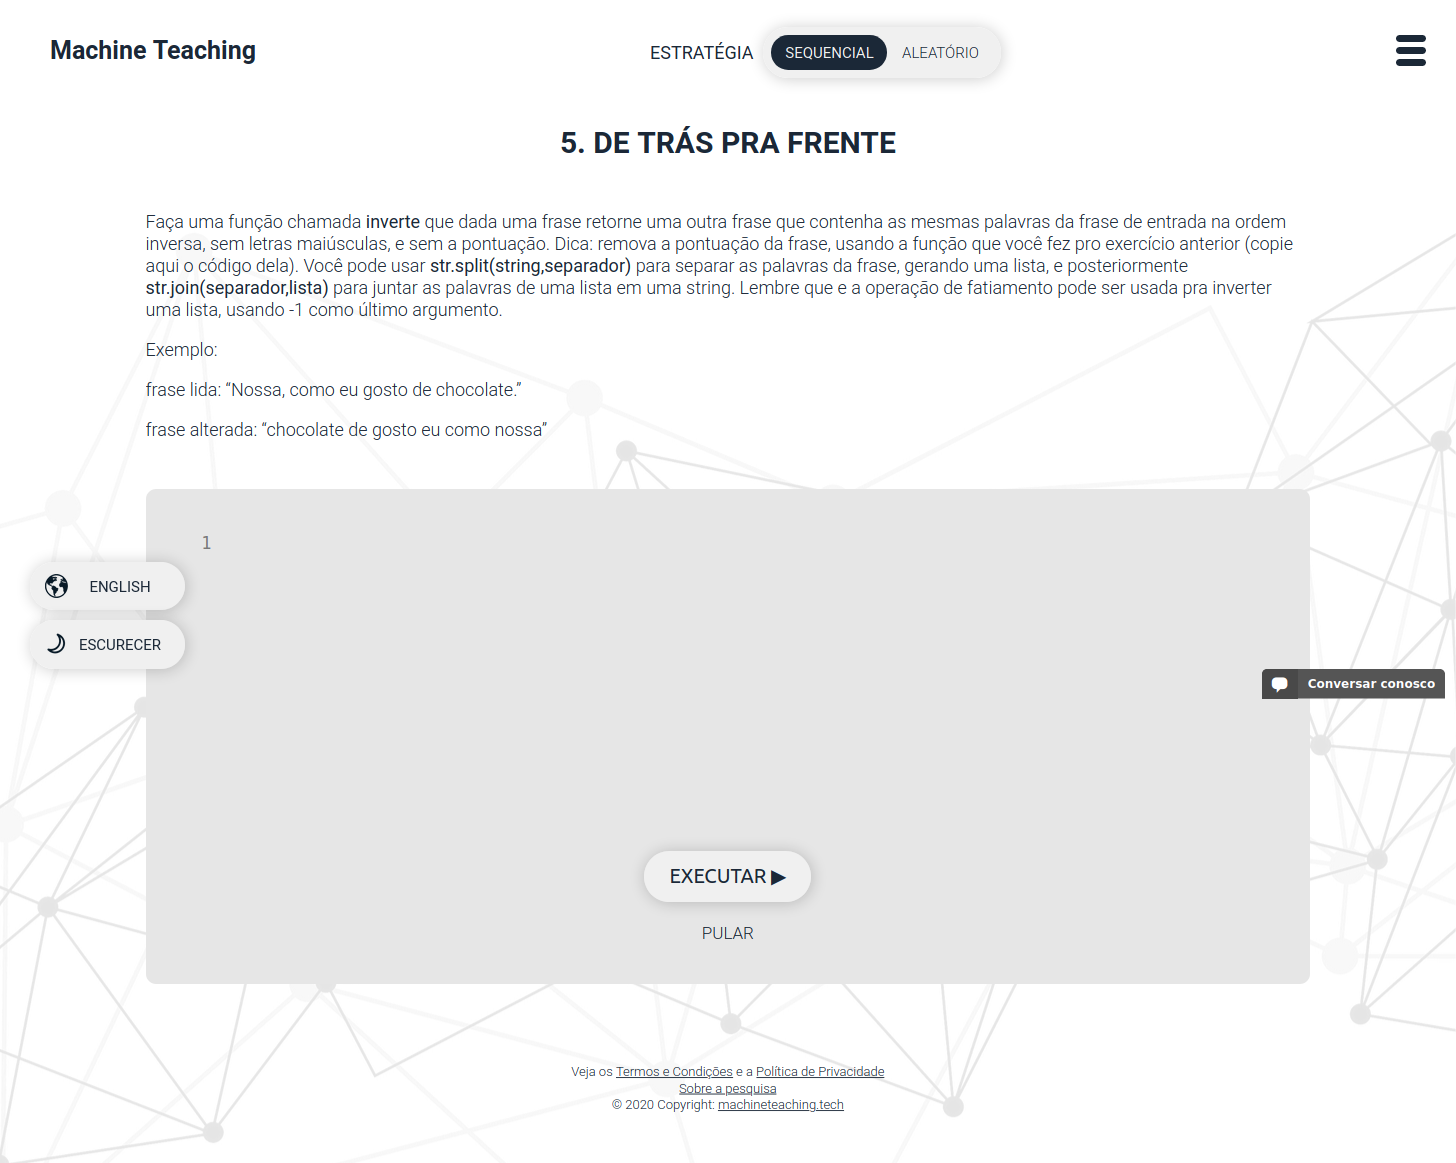 Machine Teaching
ESTRATÉGIA SEQUENCIAL ALEATÓRIO
5. DE TRÁS PRA FRENTE
Faça uma função chamada inverte que dada uma frase retorne uma outra frase que contenha as mesmas palavras da frase de entrada na ordem
inversa, sem letras maiúsculas, e sem a pontuação. Dica: remova a pontuação da frase, usando a função que você fez pro exercício anterior (copie
aqui o código dela). Você pode usar str.split(string,separador) para separar as palavras da frase, gerando uma lista, e posteriormente
str.join(separador,lista) para juntar as palavras de uma lista em uma string. Lembre que e a operação de fatiamento pode ser usada pra inverter
uma lista, usando -1 como último argumento.
Exemplo:
frase lida: “Nossa, como eu gosto de chocolate.”
frase alterada: “chocolate de gosto eu como nossa”
1
ENGLISH
ESCURECER
Conversar conosco
EXECUTAR ▶
PULAR
Veja os Termos e Condições e a Política de Privacidade
Sobre a pesquisa
© 2020 Copyright: machineteaching.tech